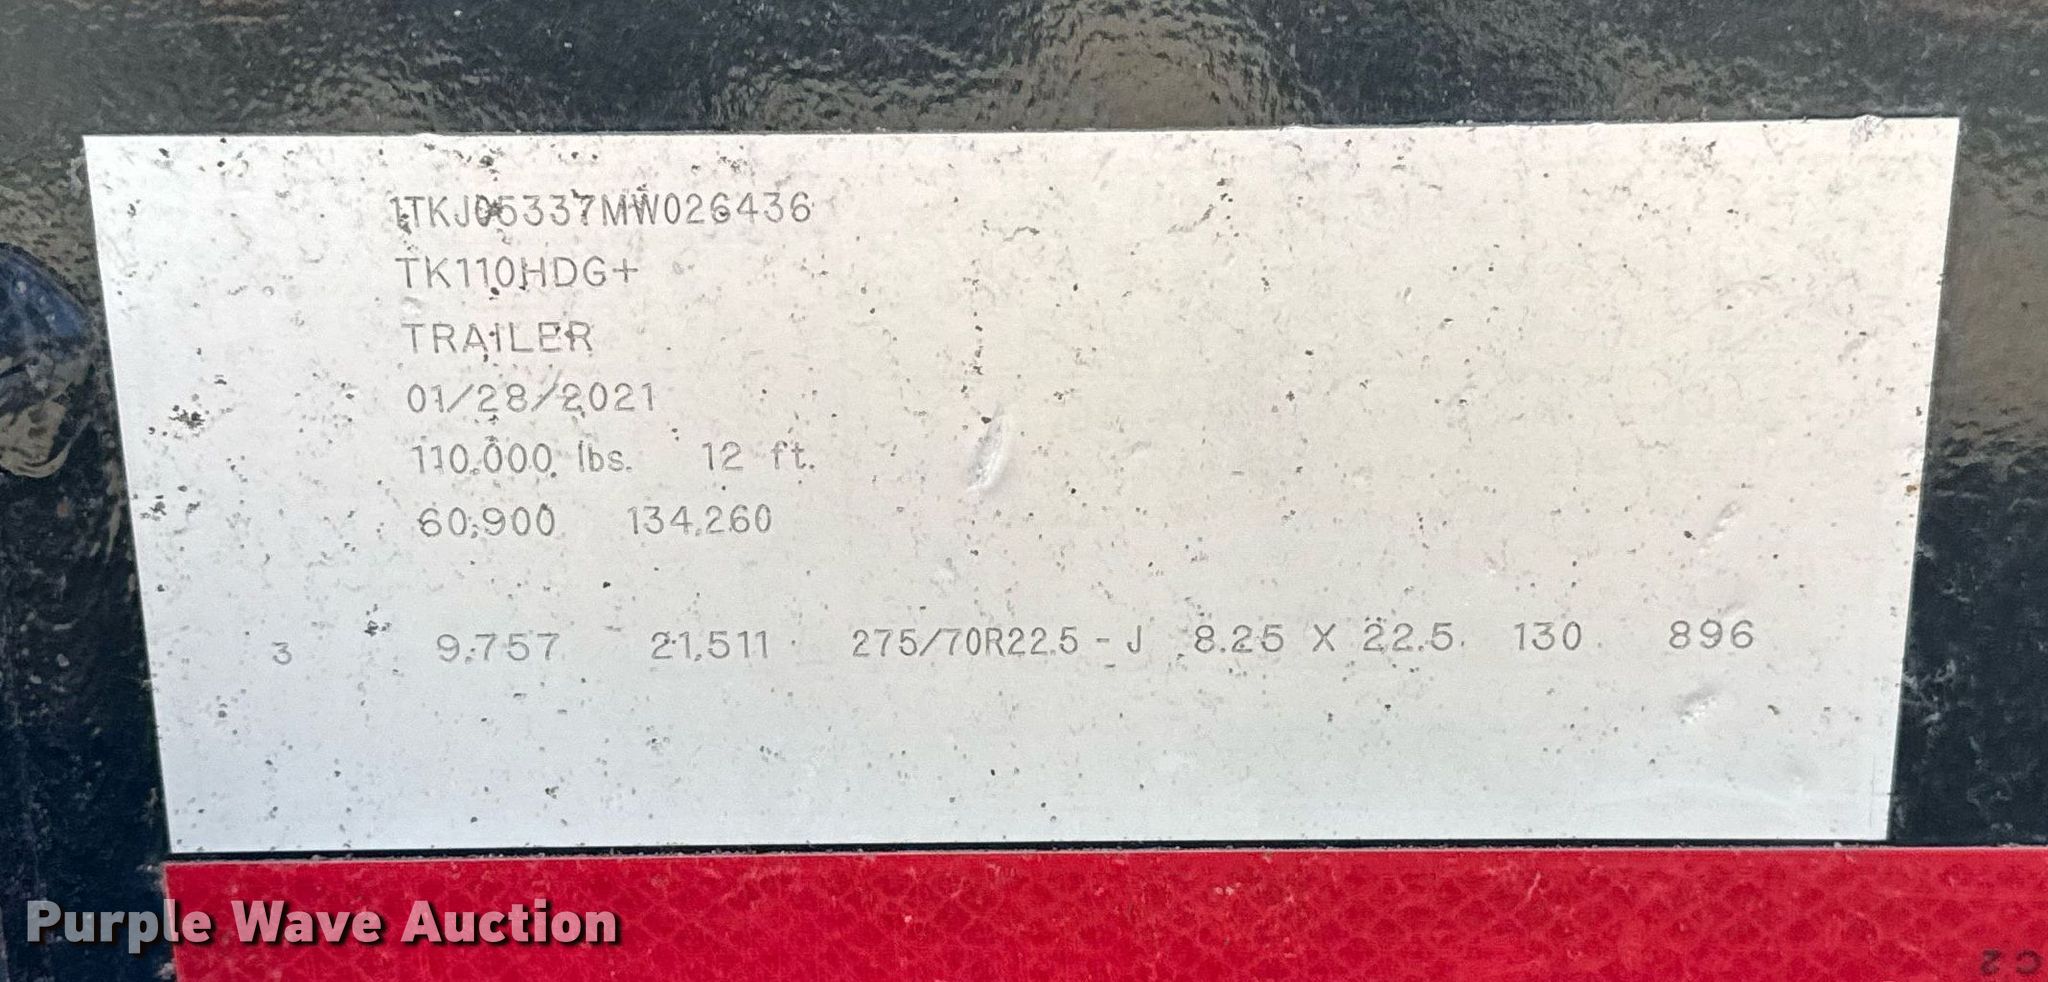 1TKJ05337MW026436
TK110HDG+
TRAILER
01/28/2021
110,000 lbs. 12 ft.
60,900 134,260
3 9,757 21,511 275/70R22.5 - J 8.25 X 22.5 130 896
Purple Wave Auction
C2